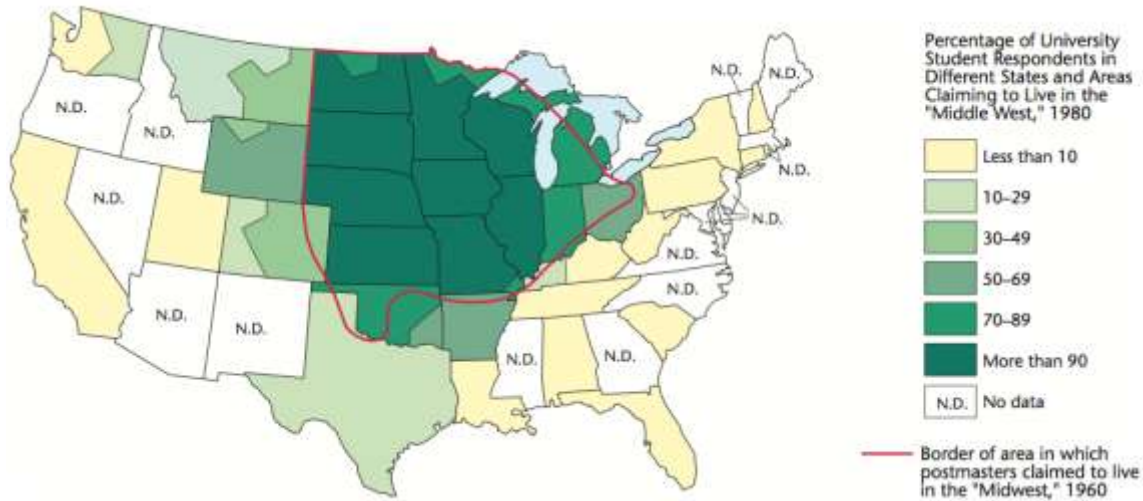 Percentage of University
Student Respondents in
Different States and Areas
Claiming to Live in the
"Middle West," 1980
Less than 10
10–29
30–49
50–69
70–89
More than 90
N.D. No data
Border of area in which
postmasters claimed to live
in the "Midwest," 1960
N.D.
N.D.
N.D.
N.D.
N.D.
N.D.
N.D.
N.D.
N.D.
N.D.
N.D.
N.D.
N.D.
N.D.